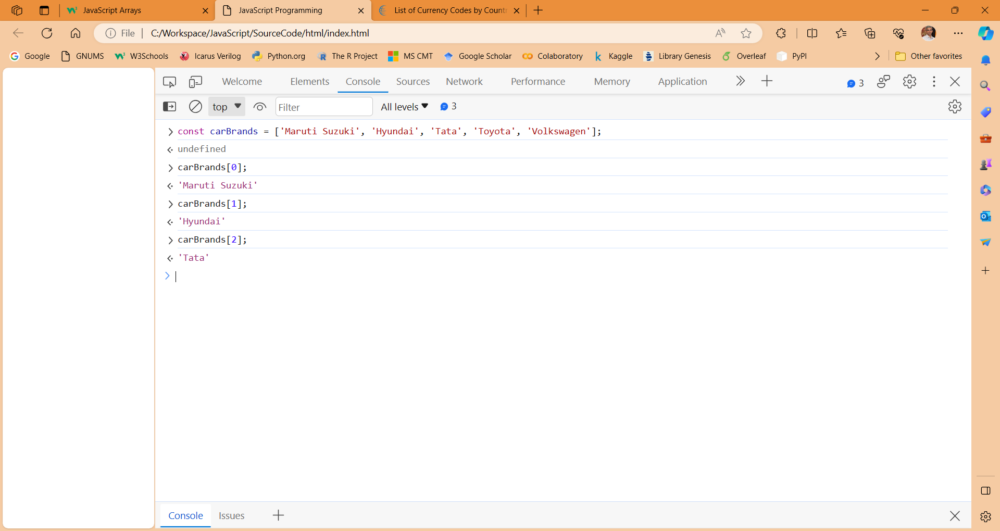 JavaScript Arrays
JavaScript Programming
List of Currency Codes by Countr
File
C:/Workspace/JavaScript/SourceCode/html/index.html
Google
GNUMS
W3Schools
Icarus Verilog
Python.org
The R Project
MS CMT
Google Scholar
Colaboratory
Kaggle
Library Genesis
Overleaf
PyPI
Other favorites
Welcome
Elements
Console
Sources
Network
Performance
Memory
Application
3
top
Filter
All levels
3
const carBrands = ['Maruti Suzuki', 'Hyundai', 'Tata', 'Toyota', 'Volkswagen'];
undefined
carBrands[0];
'Maruti Suzuki'
carBrands[1];
'Hyundai'
carBrands[2];
'Tata'
Console
Issues